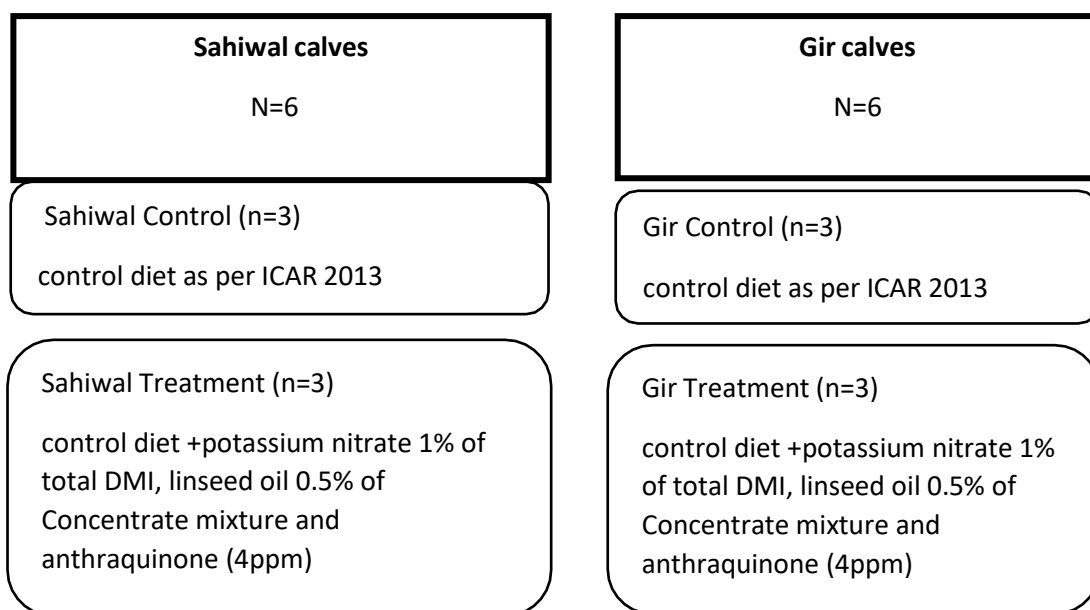 Sahiwal calves
N=6
Sahiwal Control (n=3)
control diet as per ICAR 2013
Sahiwal Treatment (n=3)
control diet +potassium nitrate 1% of
total DMI, linseed oil 0.5% of
Concentrate mixture and
anthraquinone (4ppm)
Gir calves
N=6
Gir Control (n=3)
control diet as per ICAR 2013
Gir Treatment (n=3)
control diet +potassium nitrate 1%
of total DMI, linseed oil 0.5% of
Concentrate mixture and
anthraquinone (4ppm)